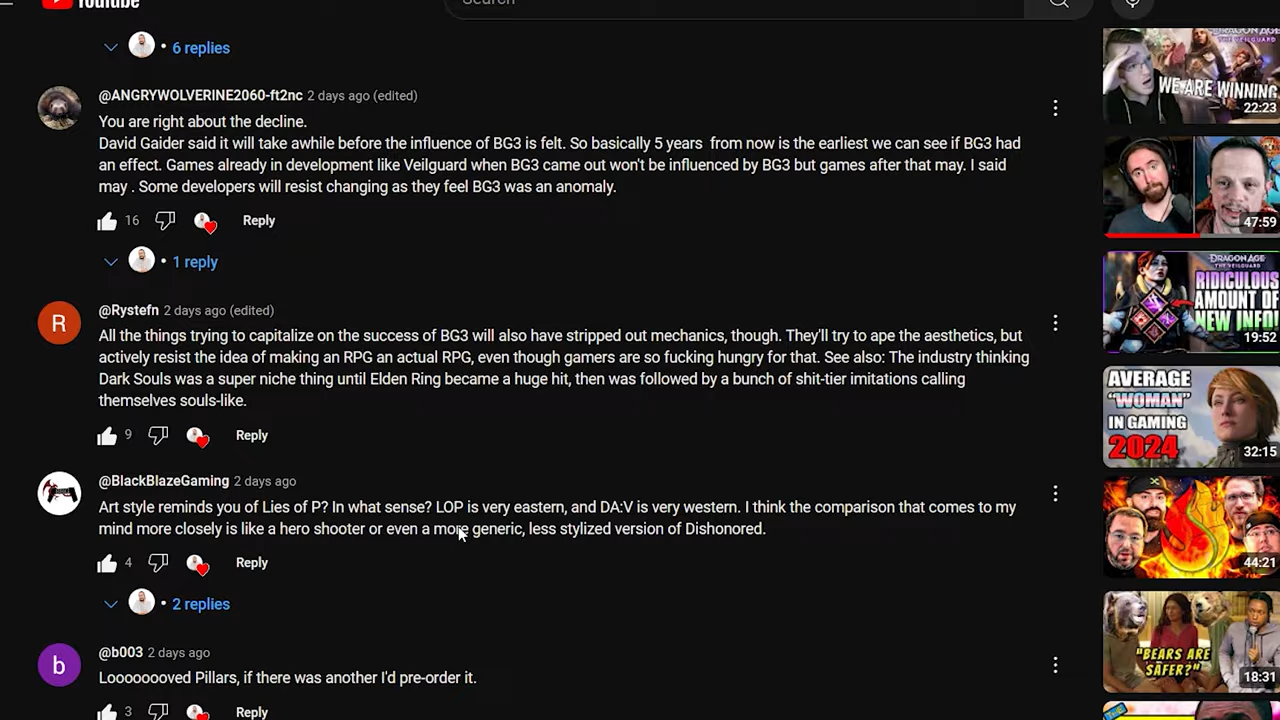 YouTube
Search
6 replies
@ANGRYWOLVERINE2060-ft2nc 2 days ago (edited)
You are right about the decline.
David Gaider said it will take awhile before the influence of BG3 is felt. So basically 5 years from now is the earliest we can see if BG3 had
an effect. Games already in development like Veilguard when BG3 came out won't be influenced by BG3 but games after that may. I said
may . Some developers will resist changing as they feel BG3 was an anomaly.
16 Reply
1 reply
R
@Rystefn 2 days ago (edited)
All the things trying to capitalize on the success of BG3 will also have stripped out mechanics, though. They'll try to ape the aesthetics, but
actively resist the idea of making an RPG an actual RPG, even though gamers are so fucking hungry for that. See also: The industry thinking
Dark Souls was a super niche thing until Elden Ring became a huge hit, then was followed by a bunch of shit-tier imitations calling
themselves souls-like.
9 Reply
@BlackBlazeGaming 2 days ago
Art style reminds you of Lies of P? In what sense? LOP is very eastern, and DA:V is very western. I think the comparison that comes to my
mind more closely is like a hero shooter or even a more generic, less stylized version of Dishonored.
4 Reply
2 replies
b
@b003 2 days ago
Loooooooved Pillars, if there was another I'd pre-order it.
3 Reply
DRAGON AGE
THE VEILGUARD
WE ARE WINNING
22:23
47:59
DRAGON AGE
THE VEILGUARD
RIDICULOUS
AMOUNT OF
NEW INFO!
19:52
AVERAGE
"WOMAN"
IN GAMING
2024
32:15
44:21
"BEARS ARE
SAFER?"
18:31